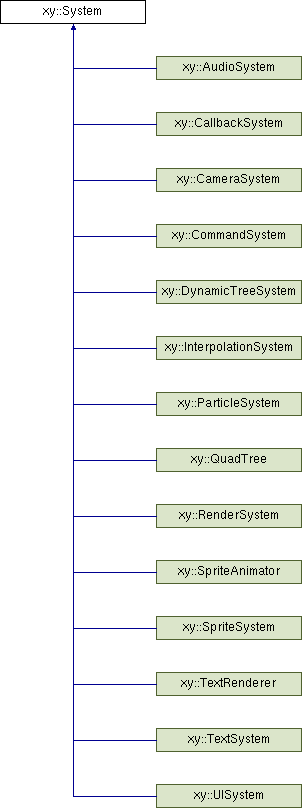 xy::System
xy::AudioSystem
xy::CallbackSystem
xy::CameraSystem
xy::CommandSystem
xy::DynamicTreeSystem
xy::InterpolationSystem
xy::ParticleSystem
xy::QuadTree
xy::RenderSystem
xy::SpriteAnimator
xy::SpriteSystem
xy::TextRenderer
xy::TextSystem
xy::UISystem